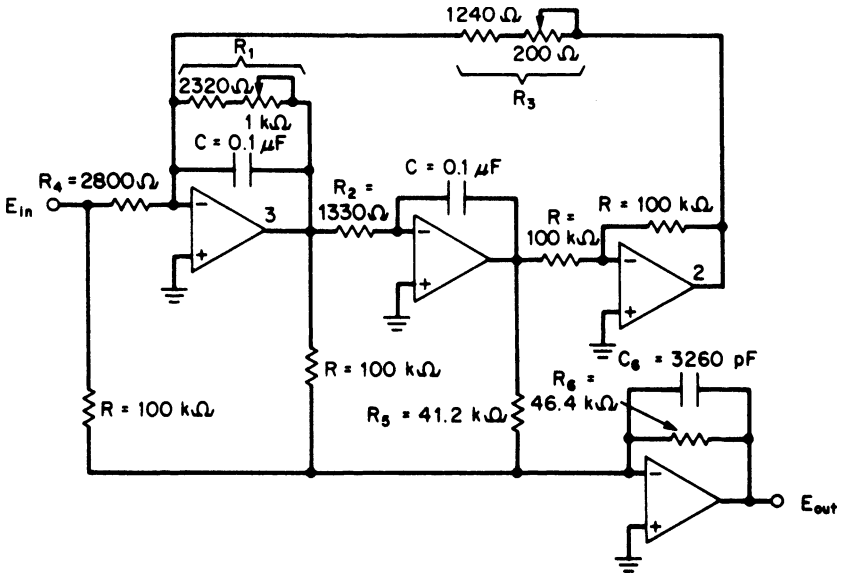 1240 Ω
200 Ω
R3
R1
2320 Ω
1 kΩ
C = 0.1 μF
R4 = 2800 Ω
Ein
−
+
3
R2 =
1330 Ω
C = 0.1 μF
−
+
R =
100 kΩ
R = 100 kΩ
−
+
2
R = 100 kΩ
R = 100 kΩ
R5 = 41.2 kΩ
C6 = 3260 pF
R6 =
46.4 kΩ
−
+
Eout